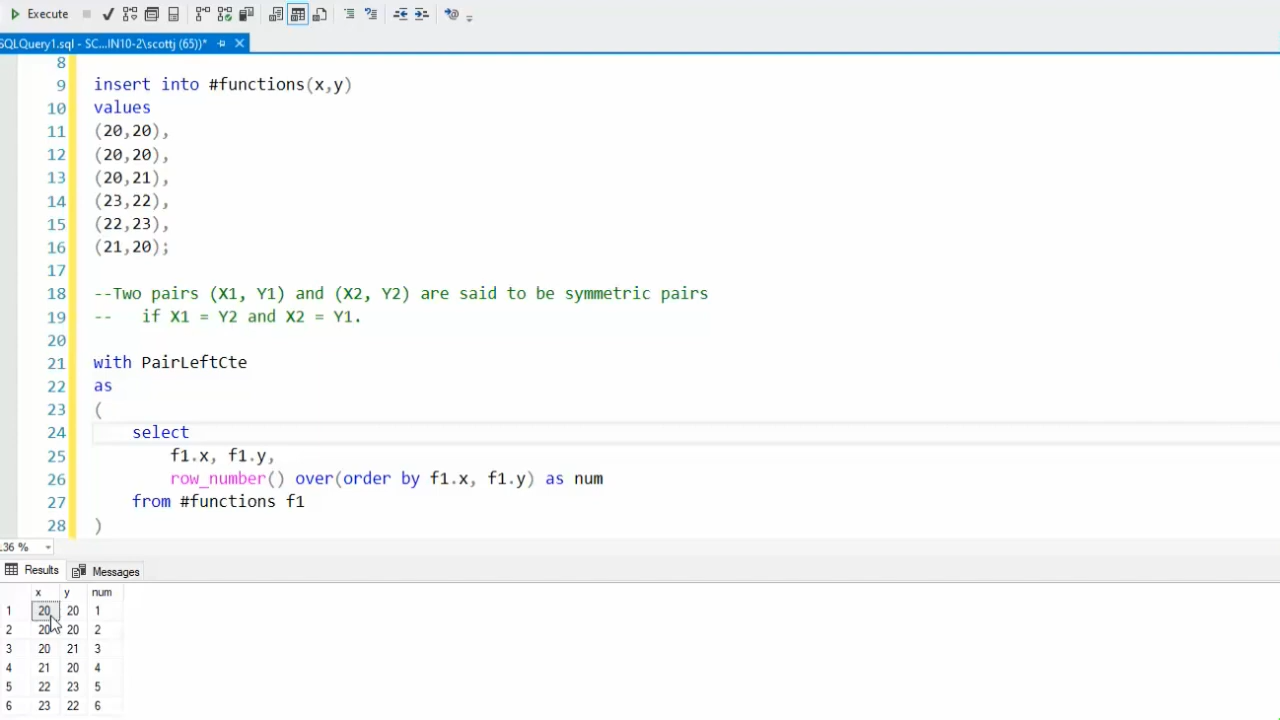 Execute
SQLQuery1.sql - SC...IN10-2\scottj (65))*
8
9 insert into #functions(x,y)
10 values
11 (20,20),
12 (20,20),
13 (20,21),
14 (23,22),
15 (22,23),
16 (21,20);
17
18 --Two pairs (X1, Y1) and (X2, Y2) are said to be symmetric pairs
19 --   if X1 = Y2 and X2 = Y1.
20
21 with PairLeftCte
22 as
23 (
24 select
25 f1.x, f1.y,
26 row_number() over(order by f1.x, f1.y) as num
27 from #functions f1
28 )
36 %
Results Messages
x y num
1 20 20 1
2 20 20 2
3 20 21 3
4 21 20 4
5 22 23 5
6 23 22 6